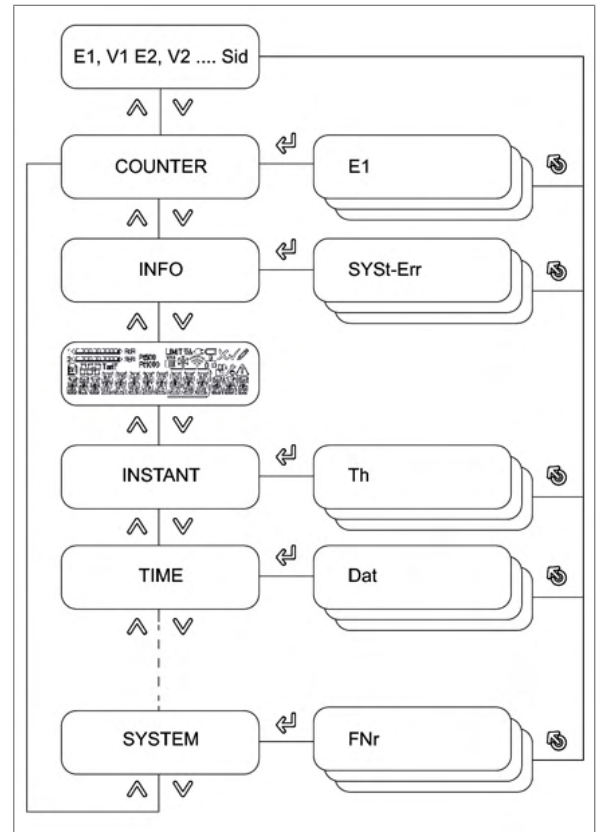 E1, V1 E2, V2 .... Sid
COUNTER
E1
INFO
SYSt-Err
INSTANT
Th
TIME
Dat
SYSTEM
FNr